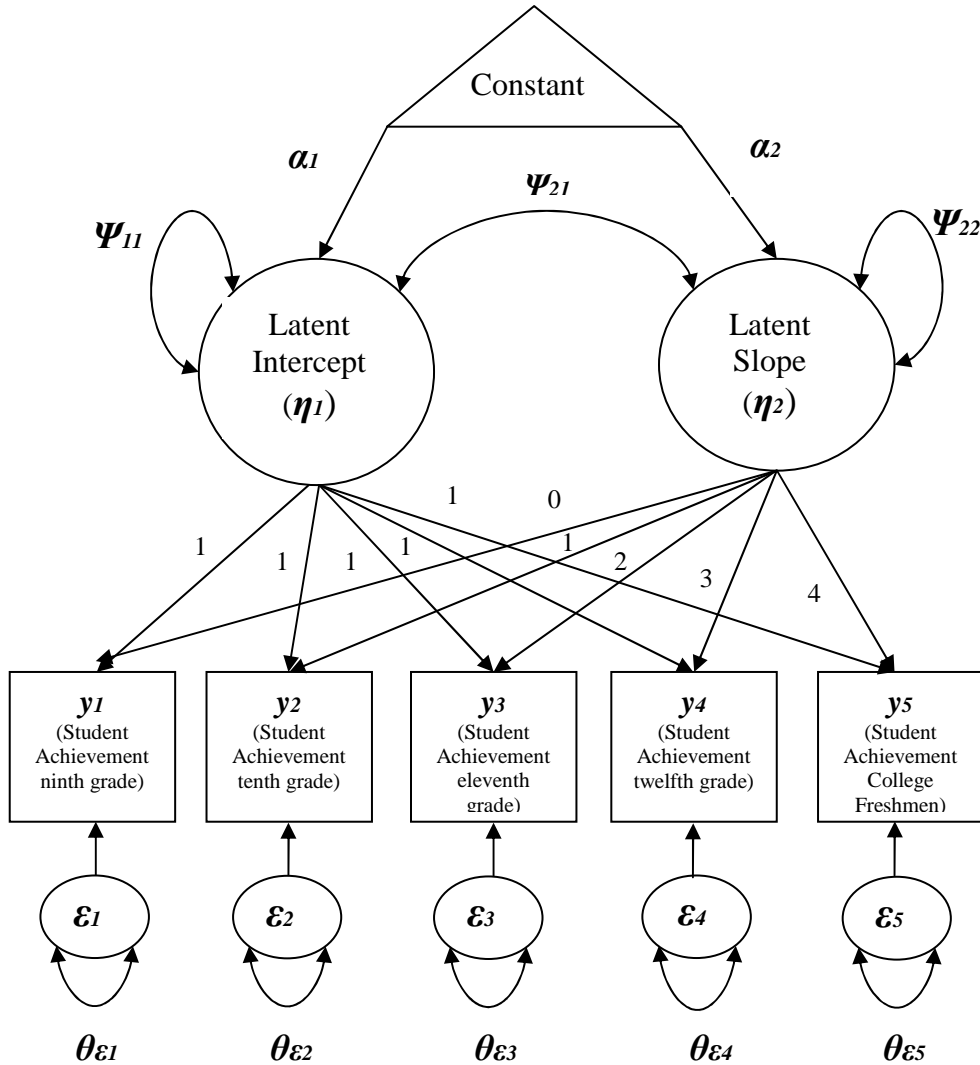 Constant
α1
α2
Ψ21
Ψ11
Ψ22
Latent
Intercept
(η1)
Latent
Slope
(η2)
1
0
1
1
1
1
1
2
3
4
y1
(Student
Achievement
ninth grade)
y2
(Student
Achievement
tenth grade)
y3
(Student
Achievement
eleventh
grade)
y4
(Student
Achievement
twelfth grade)
y5
(Student
Achievement
College
Freshmen)
ε1
ε2
ε3
ε4
ε5
θε1
θε2
θε3
θε4
θε5